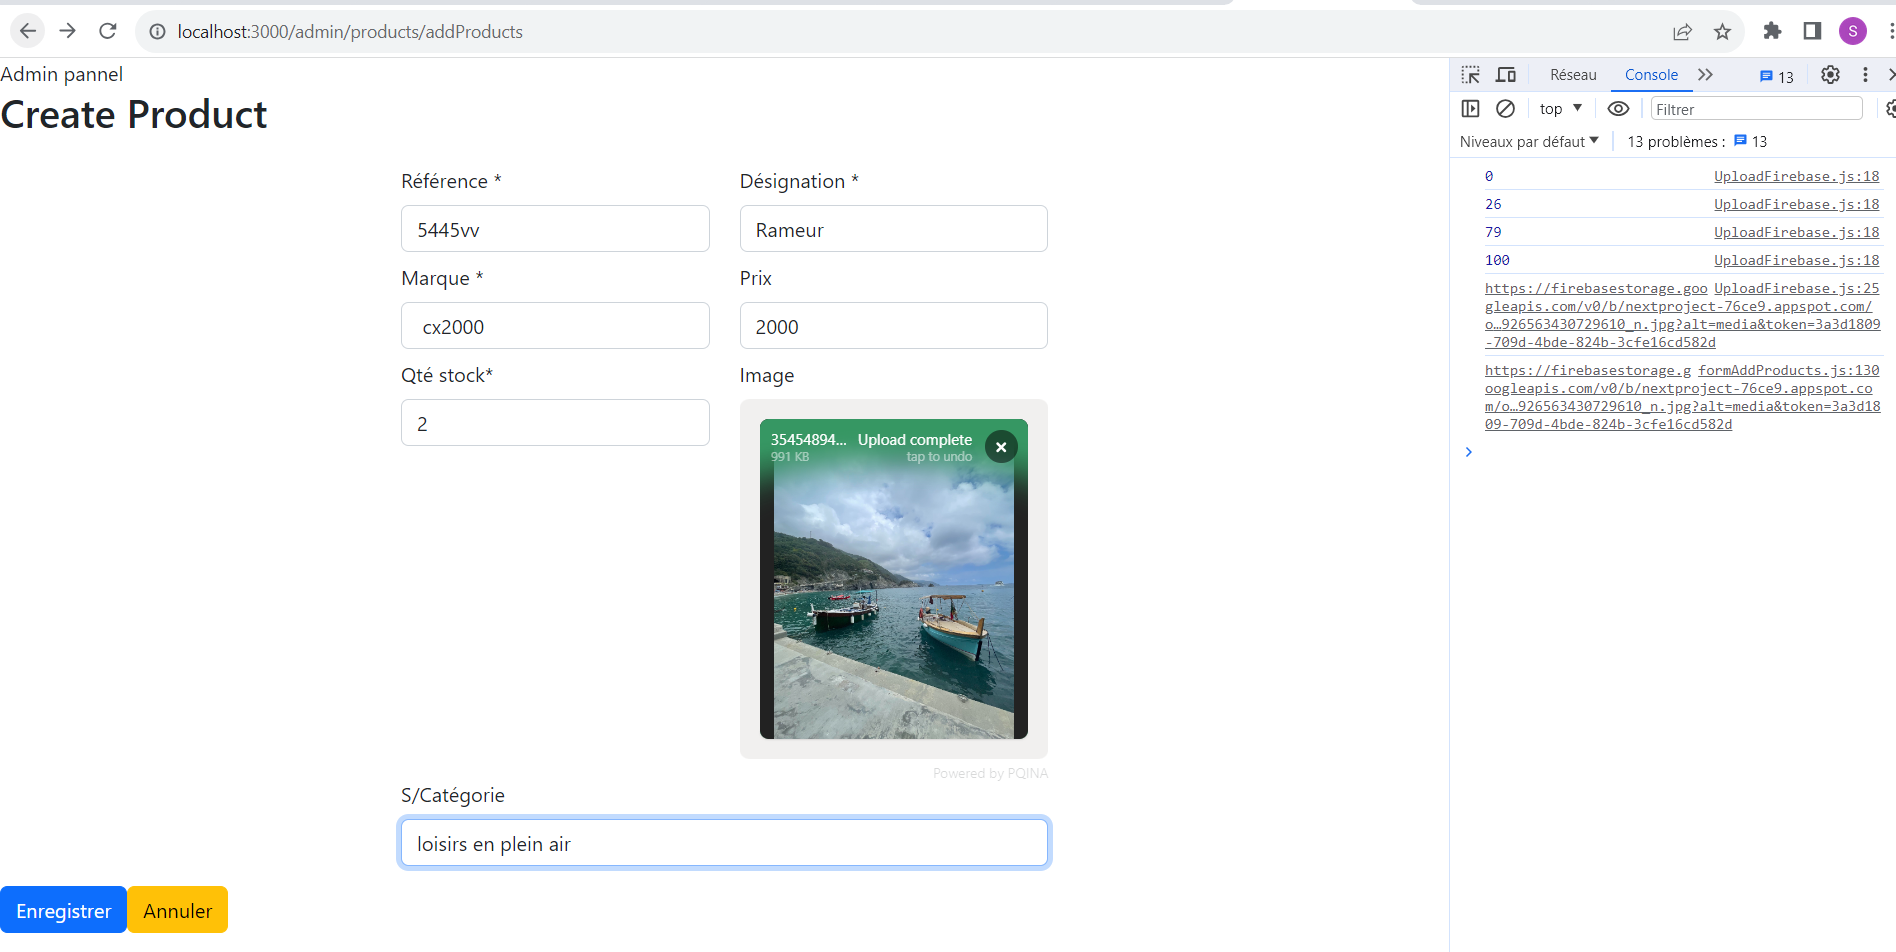 localhost:3000/admin/products/addProducts
S
Admin pannel
Create Product
Référence *
Désignation *
5445vv
Rameur
Marque *
Prix
cx2000
2000
Qté stock*
Image
2
35454894... Upload complete
991 KB tap to undo
Powered by PQINA
S/Catégorie
loisirs en plein air
Enregistrer
Annuler
Réseau
Console
13
top
Filtrer
Niveaux par défaut
13 problèmes :
13
0 UploadFirebase.js:18
26 UploadFirebase.js:18
79 UploadFirebase.js:18
100 UploadFirebase.js:18
https://firebasestorage.goo UploadFirebase.js:25
gleapis.com/v0/b/nextproject-76ce9.appspot.com/
o…926563430729610_n.jpg?alt=media&token=3a3d1809
-709d-4bde-824b-3cfe16cd582d
https://firebasestorage.g formAddProducts.js:130
oogleapis.com/v0/b/nextproject-76ce9.appspot.co
m/o…926563430729610_n.jpg?alt=media&token=3a3d18
09-709d-4bde-824b-3cfe16cd582d